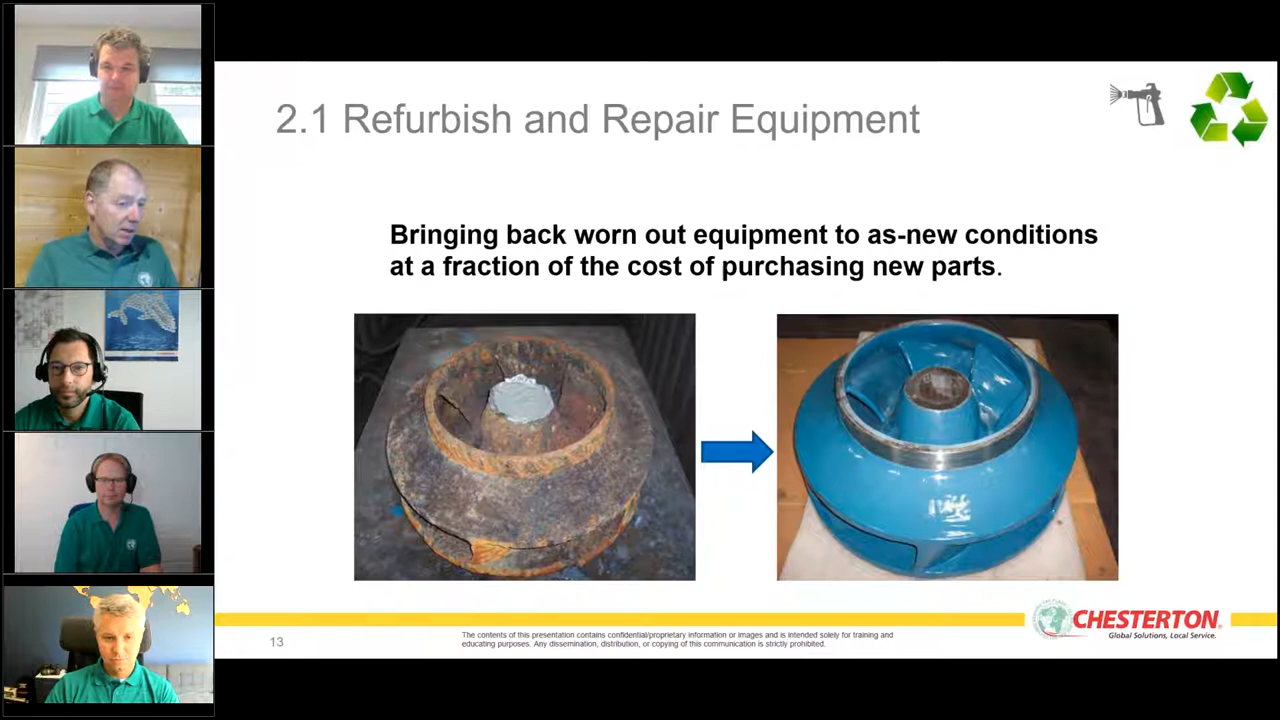 2.1 Refurbish and Repair Equipment
Bringing back worn out equipment to as-new conditions
at a fraction of the cost of purchasing new parts.
CHESTERTON
Global Solutions, Local Service.
13
The contents of this presentation contains confidential/proprietary information or images and is intended solely for training and
educating purposes. Any dissemination, distribution, or copying of this communication is strictly prohibited.